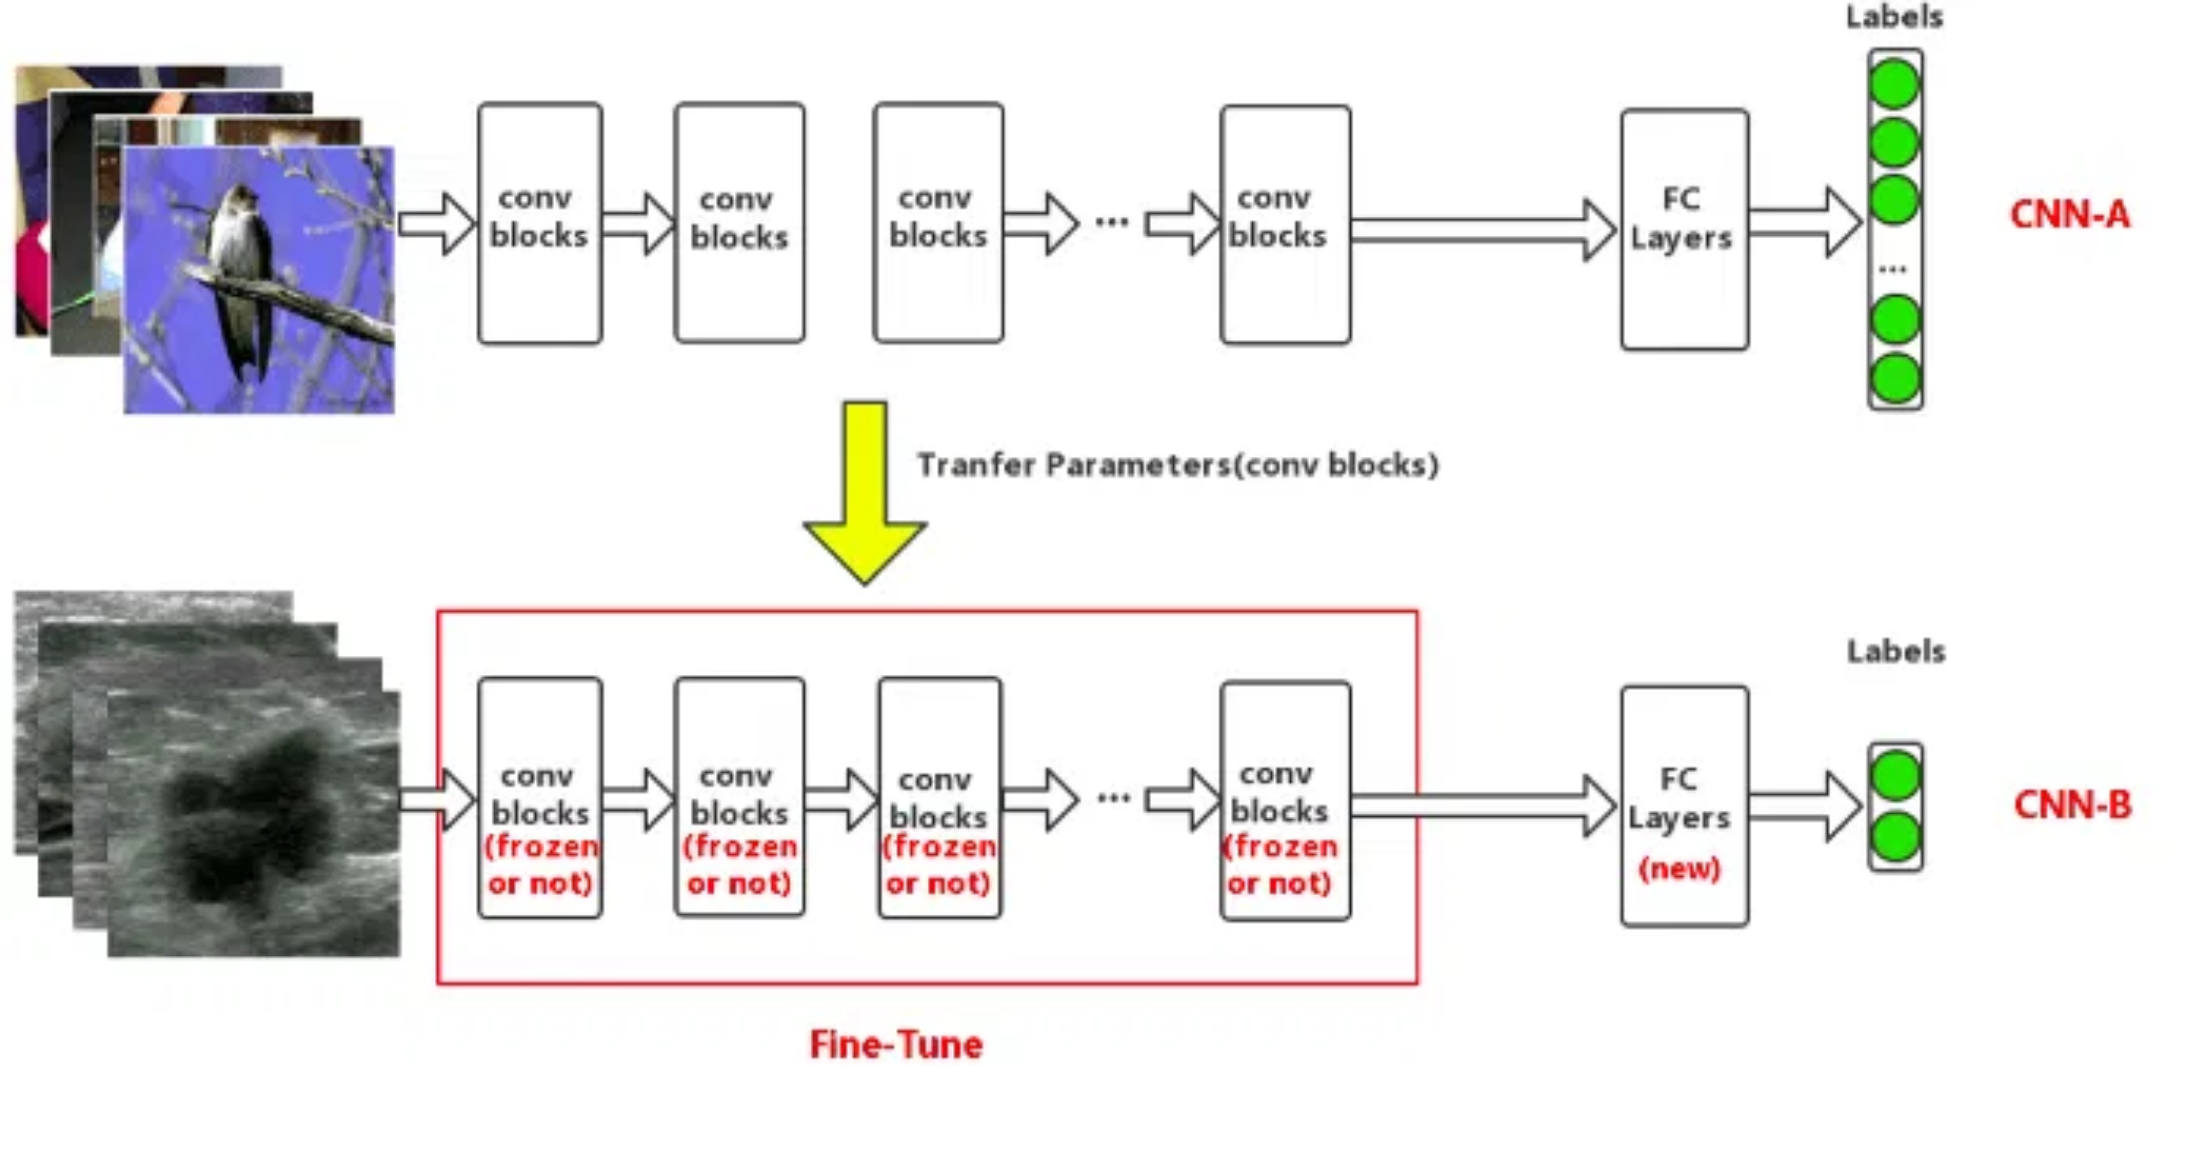 Labels
conv
blocks
conv
blocks
conv
blocks
...
conv
blocks
FC
Layers
...
CNN-A
Tranfer Parameters(conv blocks)
Labels
conv
blocks
(frozen
or not)
conv
blocks
(frozen
or not)
conv
blocks
(frozen
or not)
...
conv
blocks
(frozen
or not)
FC
Layers
(new)
CNN-B
Fine-Tune